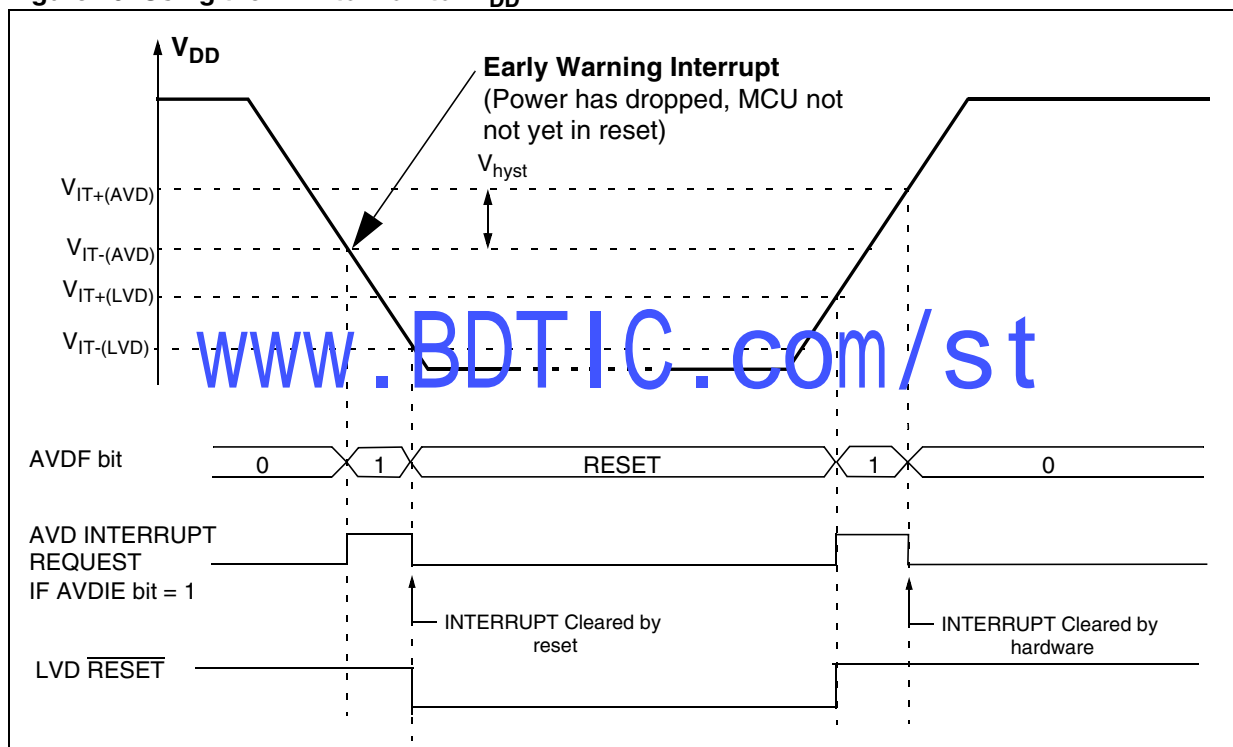 V_DD
Early Warning Interrupt
(Power has dropped, MCU not
not yet in reset)
V_hyst
V_IT+(AVD)
V_IT-(AVD)
V_IT+(LVD)
V_IT-(LVD)
www.BDTIC.com/st
AVDF bit
0
1
RESET
1
0
AVD INTERRUPT
REQUEST
IF AVDIE bit = 1
INTERRUPT Cleared by
reset
INTERRUPT Cleared by
hardware
LVD RESET